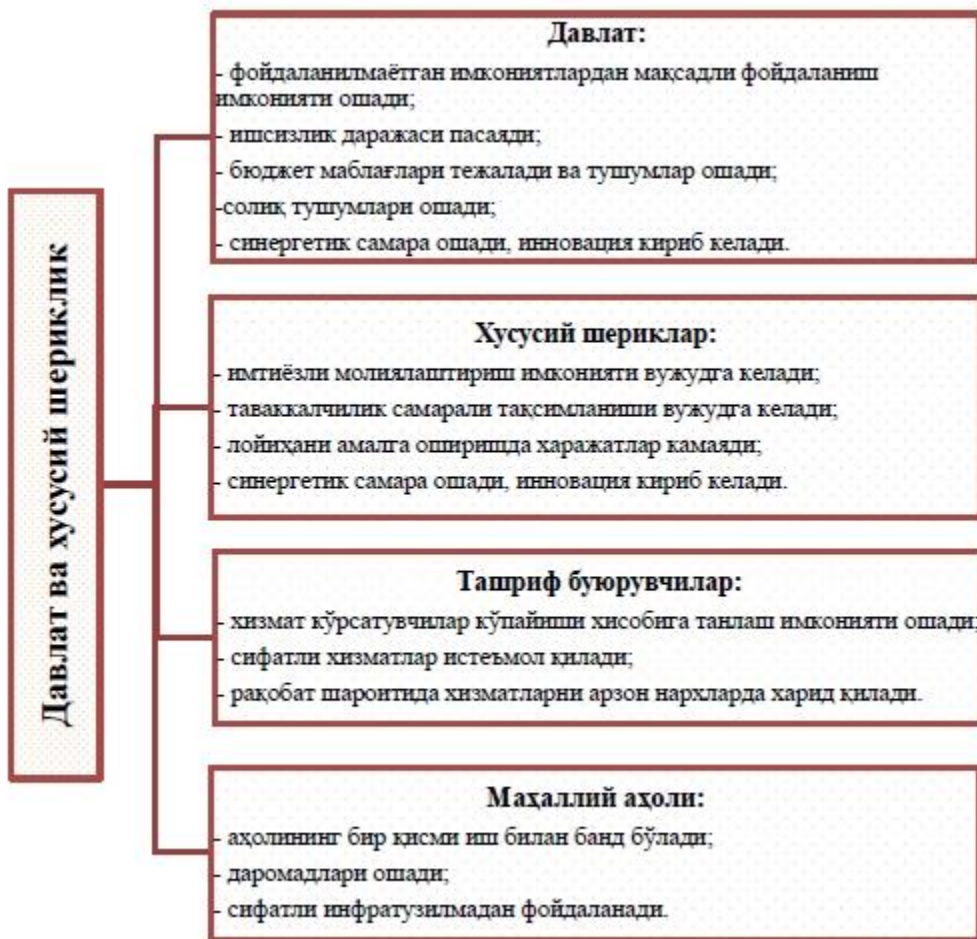 Давлат ва хусусий шериклик
Давлат:
- фойдаланилмаётган имкониятлардан мақсадли фойдаланиш
имконияти ошади;
- ишсизлик даражаси пасаяди;
- бюджет маблағлари тежалади ва тушумлар ошади;
-солиқ тушумлари ошади;
- синергетик самара ошади, инновация кириб келади.
Хусусий шериклар:
- имтиёзли молиялаштириш имконияти вужудга келади;
- таваккалчилик самарали тақсимланиши вужудга келади;
- лойиҳани амалга оширишда харажатлар камаяди;
- синергетик самара ошади, инновация кириб келади.
Ташриф буюрувчилар:
- хизмат кўрсатувчилар кўпайиши хисобига танлаш имконияти ошади;
- сифатли хизматлар истеъмол қилади;
- рақобат шароитида хизматларни арзон нархларда харид қилади.
Маҳаллий аҳоли:
- аҳолининг бир қисми иш билан банд бўлади;
- даромадлари ошади;
- сифатли инфратузилмадан фойдаланади.